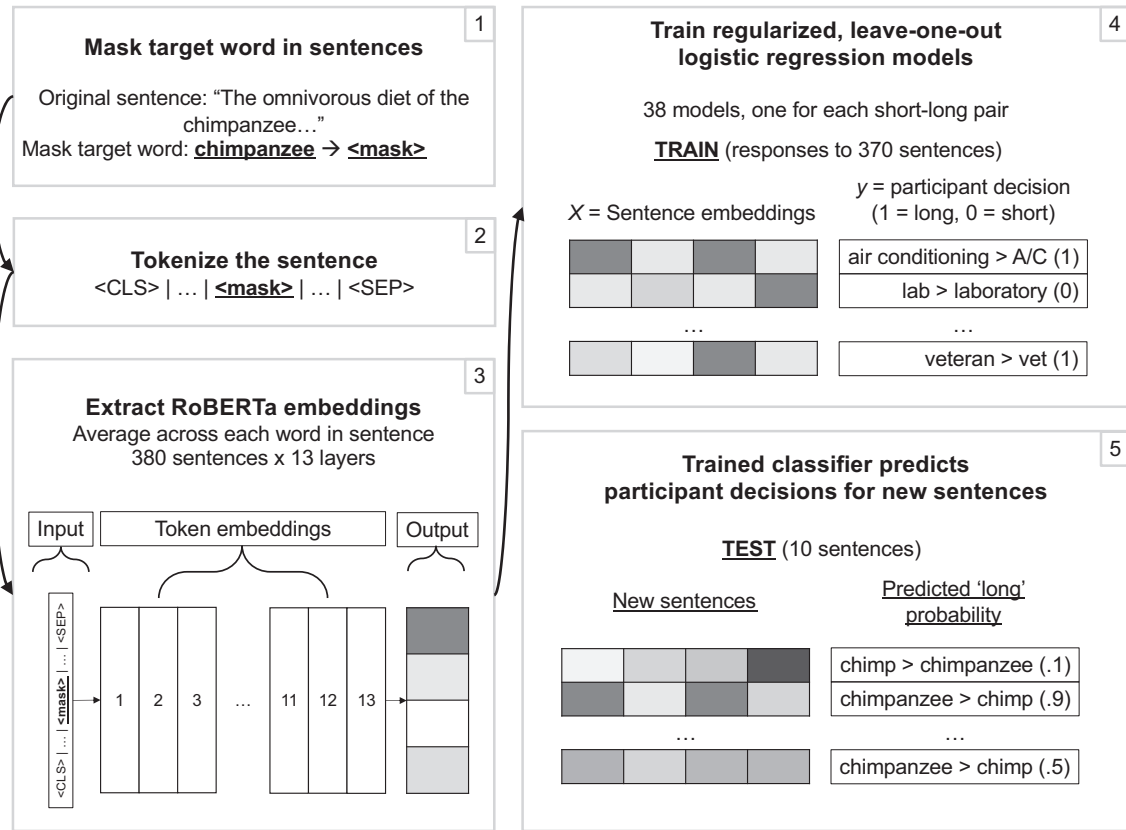 1
Mask target word in sentences
Original sentence: “The omnivorous diet of the
chimpanzee…”
Mask target word: chimpanzee → <mask>
2
Tokenize the sentence
<CLS> | … | <mask> | … | <SEP>
3
Extract RoBERTa embeddings
Average across each word in sentence
380 sentences x 13 layers
Input
Token embeddings
Output
<CLS> | … | <mask> | … | <SEP>
1 2 3 … 11 12 13
4
Train regularized, leave-one-out
logistic regression models
38 models, one for each short-long pair
TRAIN (responses to 370 sentences)
X = Sentence embeddings
y = participant decision
(1 = long, 0 = short)
air conditioning > A/C (1)
lab > laboratory (0)
… …
veteran > vet (1)
5
Trained classifier predicts
participant decisions for new sentences
TEST (10 sentences)
New sentences
Predicted ‘long’
probability
chimp > chimpanzee (.1)
chimpanzee > chimp (.9)
… …
chimpanzee > chimp (.5)